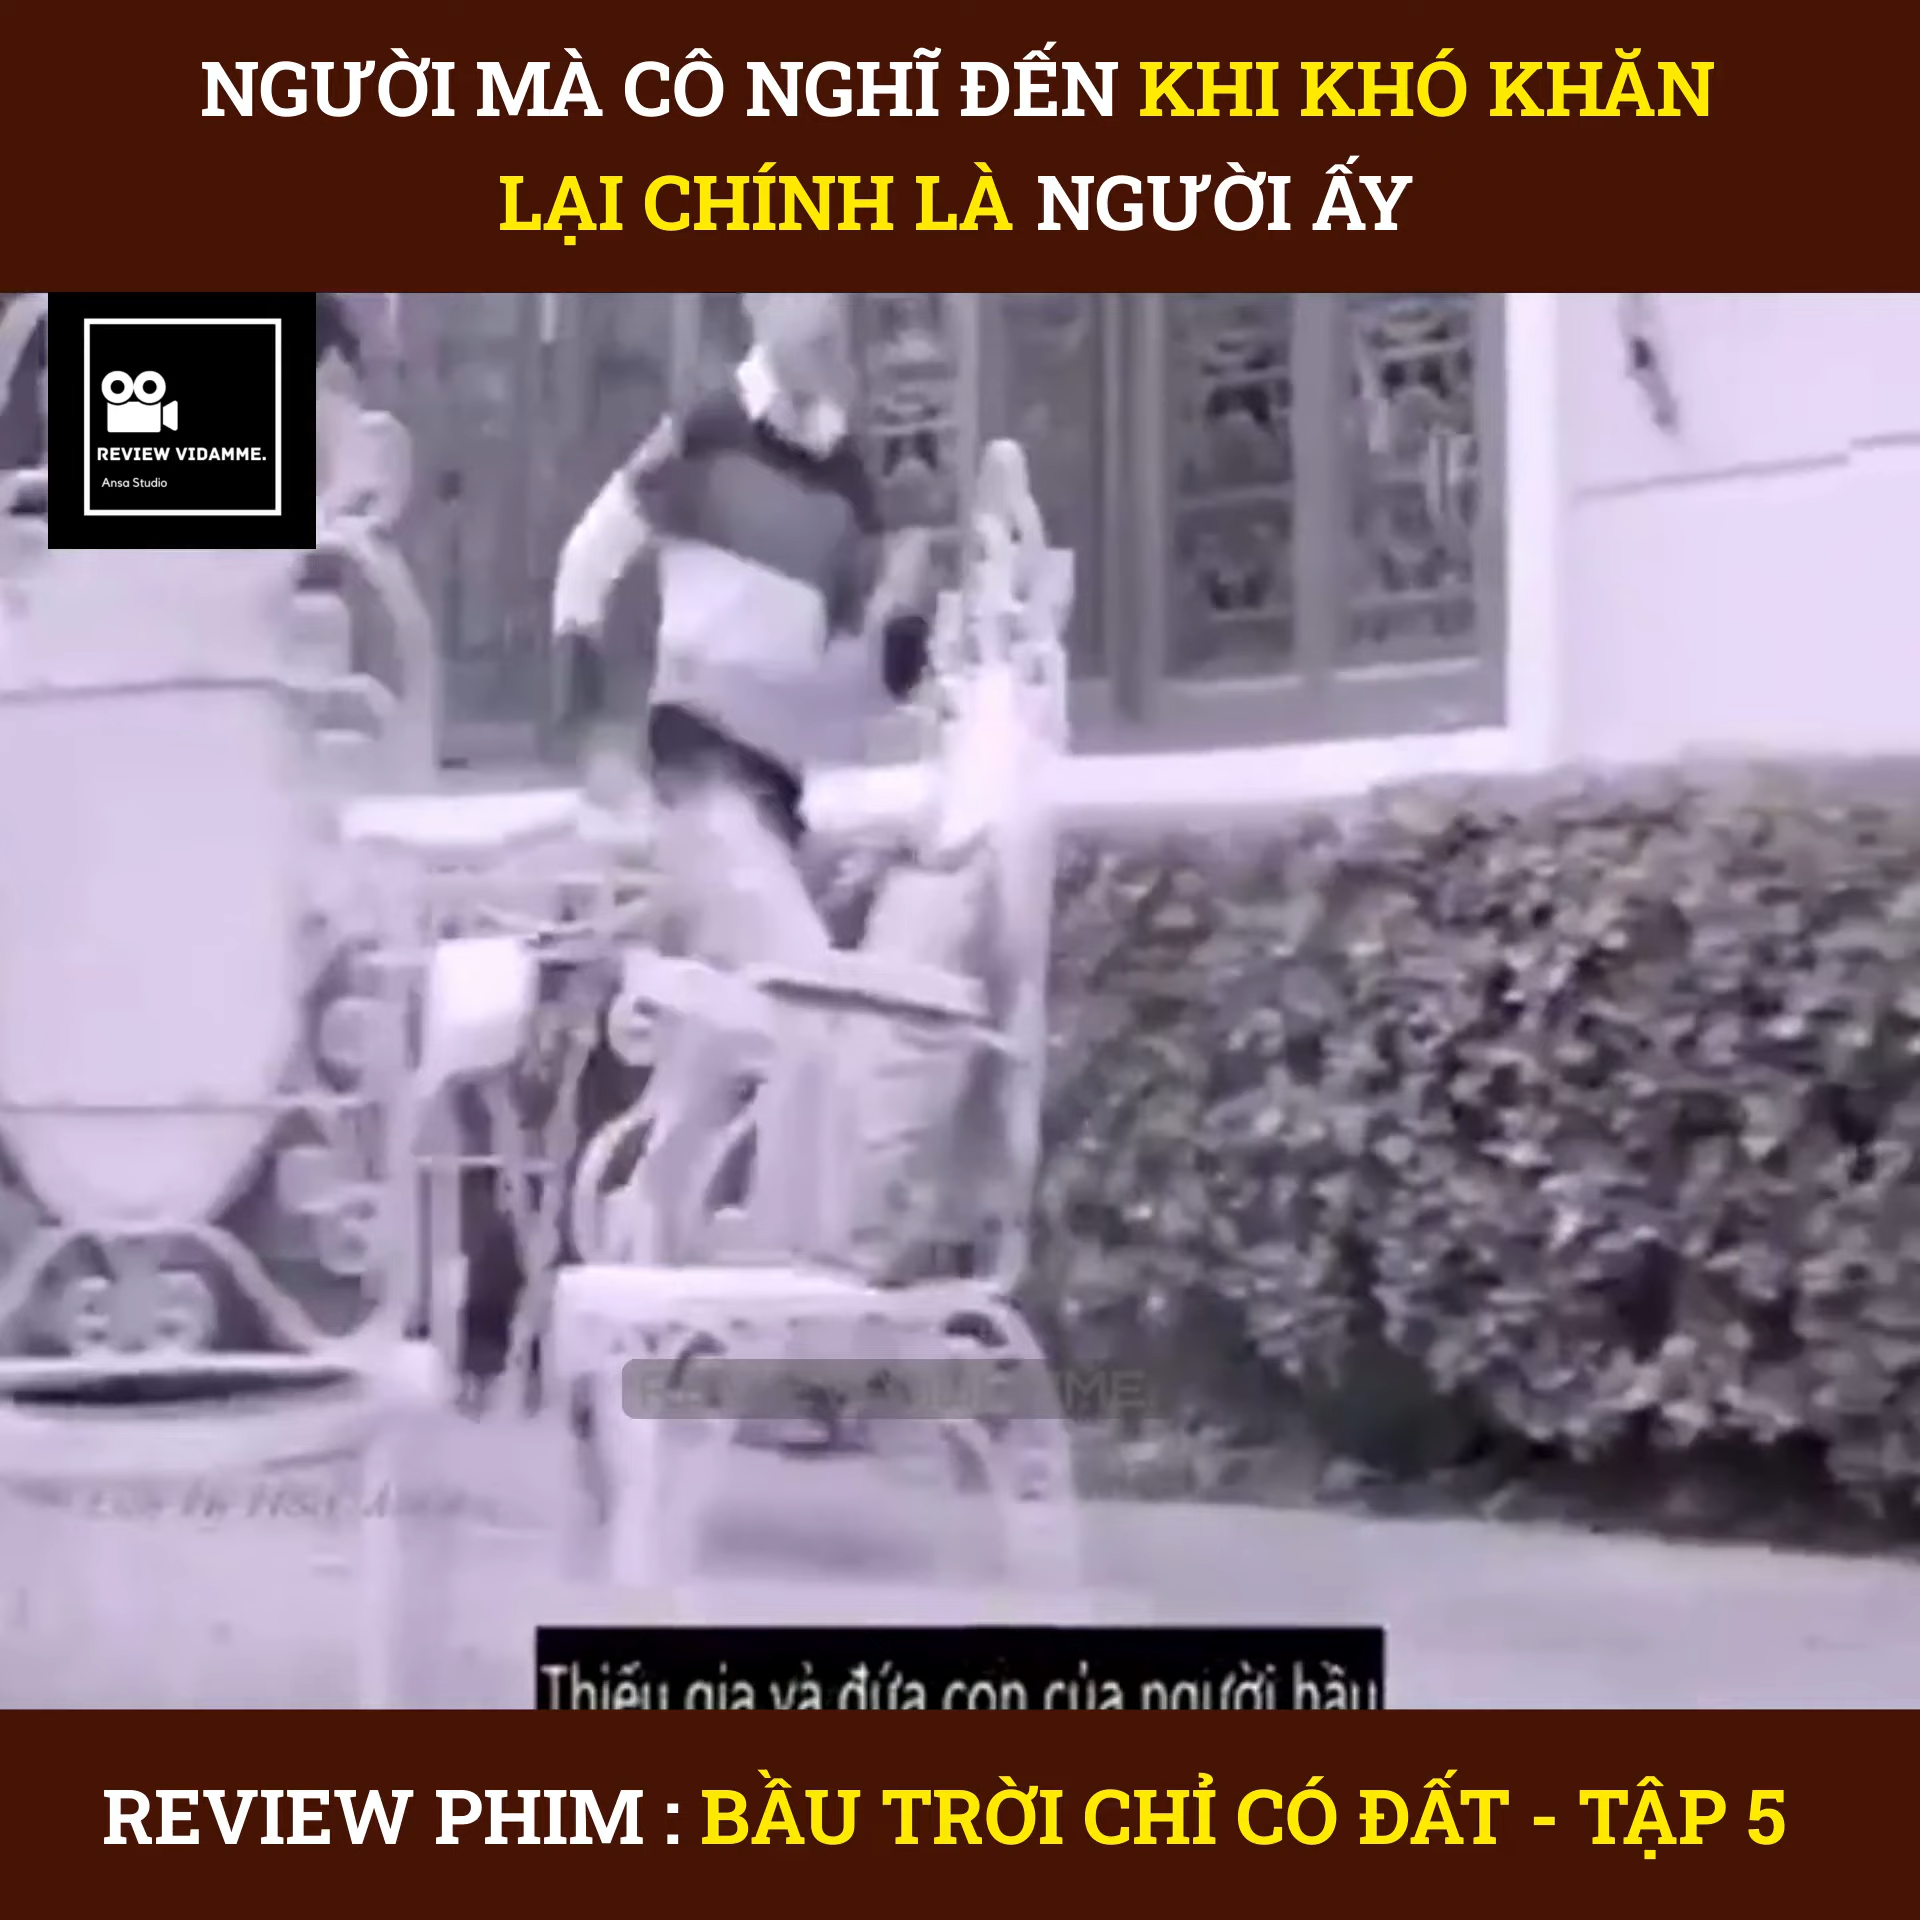 NGƯỜI MÀ CÔ NGHĨ ĐẾN KHI KHÓ KHĂN
LẠI CHÍNH LÀ NGƯỜI ẤY
REVIEW VIDAMME.
Ansa Studio
Thiếu gia và đứa con của người hầu
REVIEW PHIM : BẦU TRỜI CHỈ CÓ ĐẤT - TẬP 5